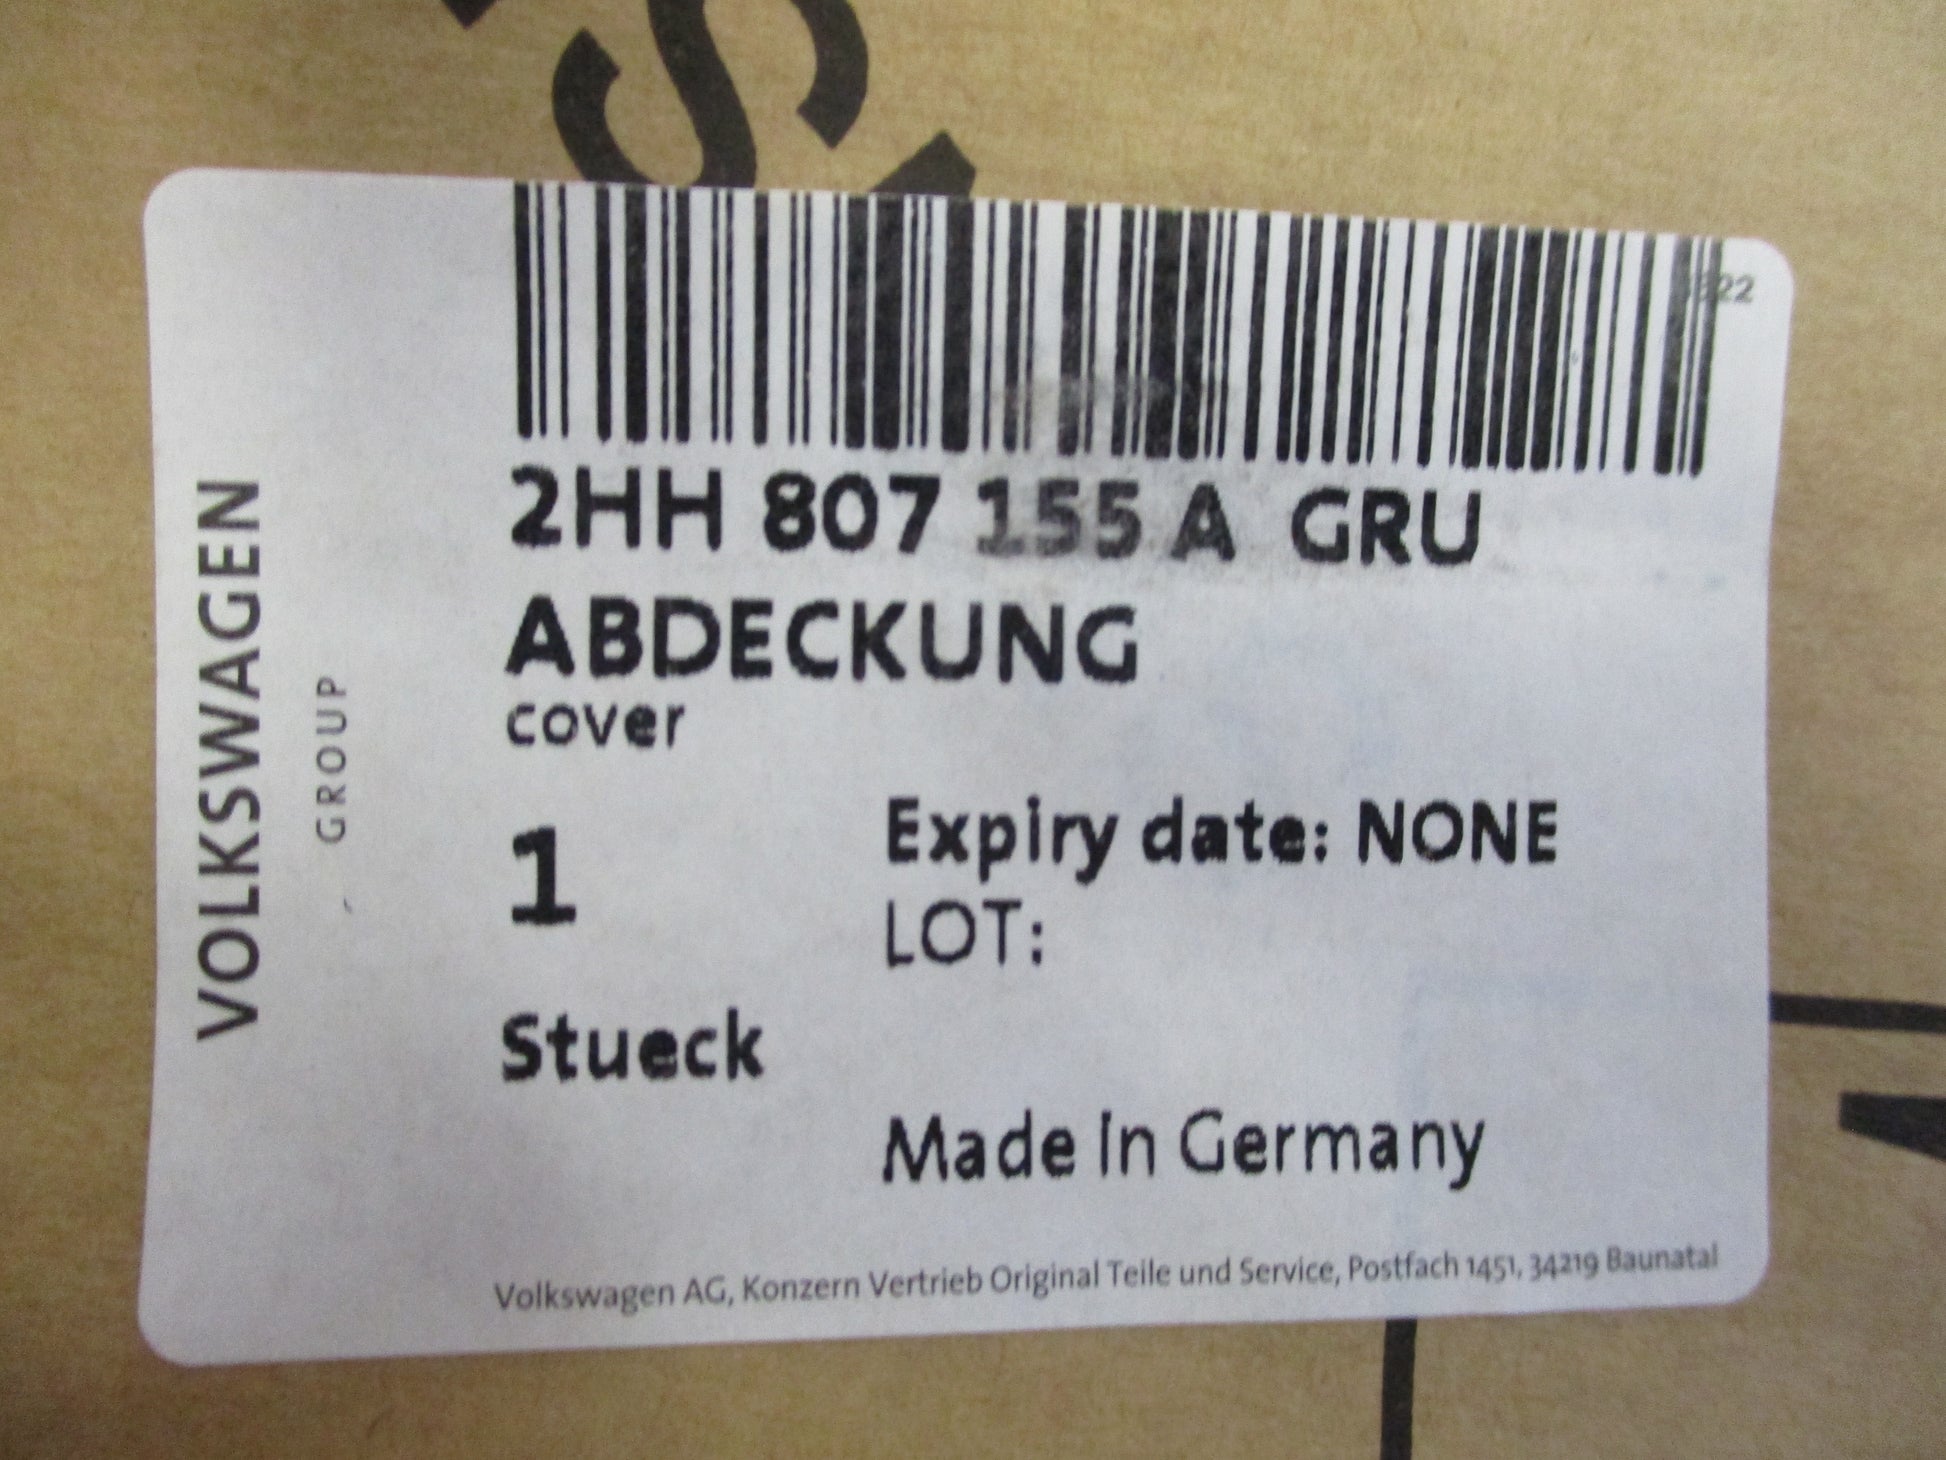 VOLKSWAGEN
GROUP
2HH 807 155 A GRU
ABDECKUNG
cover
1
Expiry date: NONE
LOT:
Stueck
Made in Germany
Volkswagen AG, Konzern Vertrieb Original Teile und Service, Postfach 1451, 34219 Baunatal